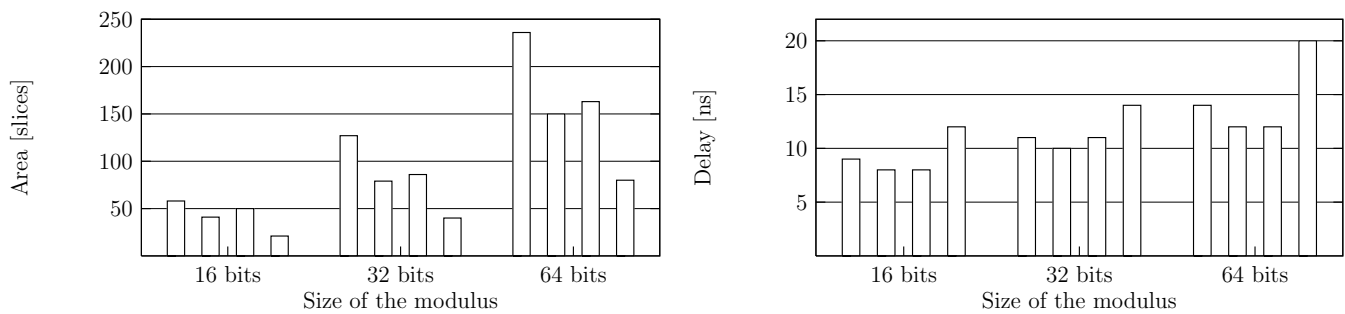 250
200
150
100
50
Area [slices]
16 bits
32 bits
64 bits
Size of the modulus
20
15
10
5
Delay [ns]
16 bits
32 bits
64 bits
Size of the modulus